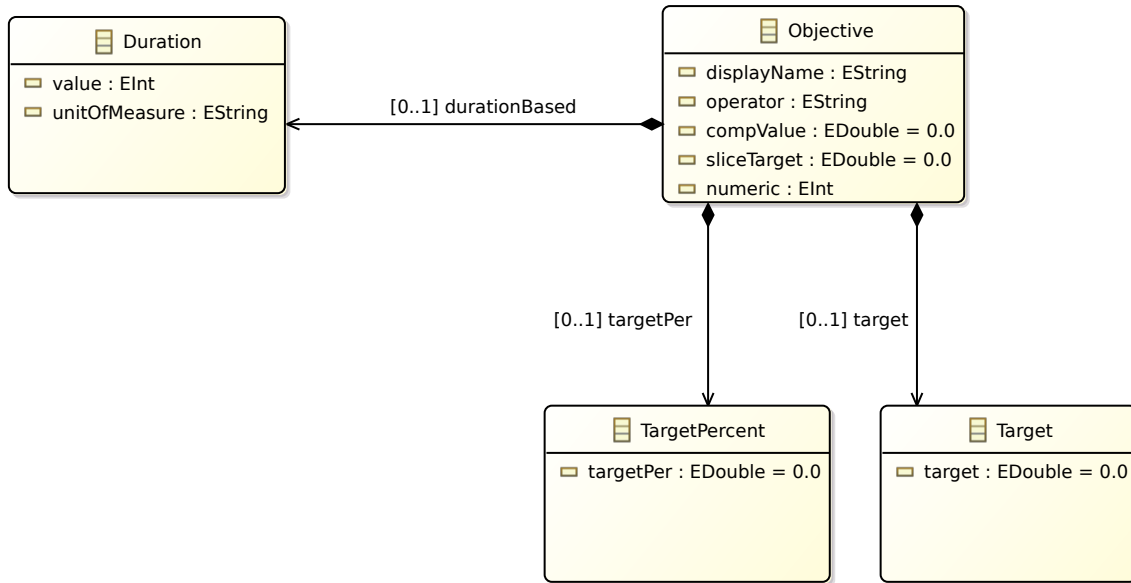 Duration
value : EInt
unitOfMeasure : EString
[0..1] durationBased
Objective
displayName : EString
operator : EString
compValue : EDouble = 0.0
sliceTarget : EDouble = 0.0
numeric : EInt
[0..1] targetPer
[0..1] target
TargetPercent
targetPer : EDouble = 0.0
Target
target : EDouble = 0.0